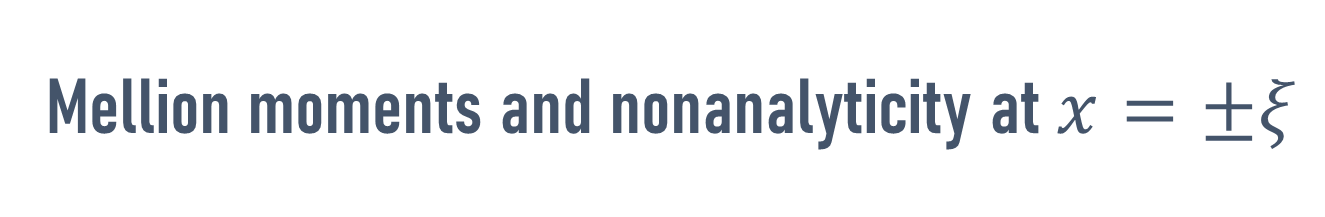 Mellion moments and nonanalyticity at x = ±ξ